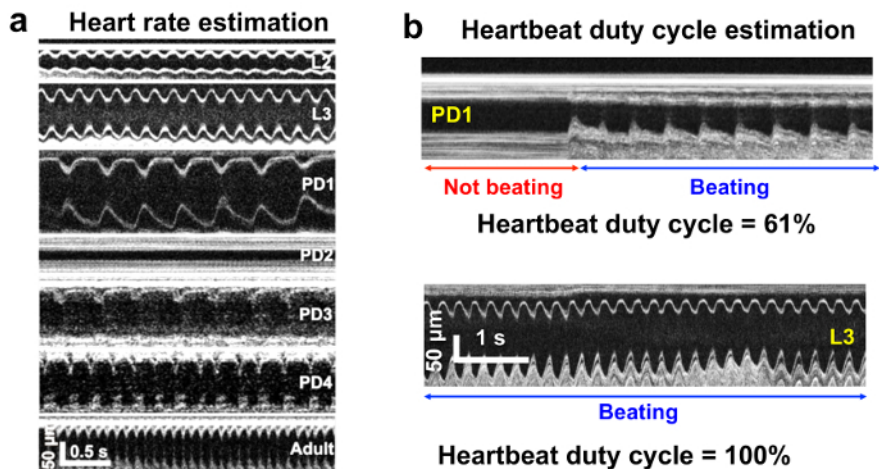 a
Heart rate estimation
L2
L3
PD1
PD2
PD3
PD4
Adult
50 μm
0.5 s
b
Heartbeat duty cycle estimation
PD1
Not beating
Beating
Heartbeat duty cycle = 61%
50 μm
1 s
L3
Beating
Heartbeat duty cycle = 100%